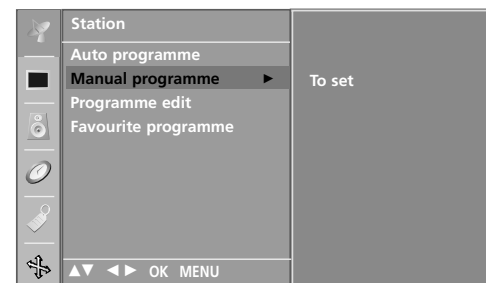 Station
Auto programme
Manual programme ►
To set
Programme edit
Favourite programme
▲▼ ◄► OK MENU